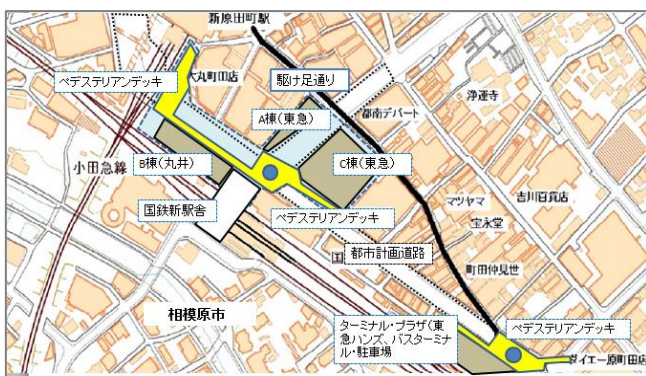 新原田町駅
ペデステリアンデッキ
大丸町田店
駆け足通り
都南デパート
浄運寺
A棟(東急)
小田急線
B棟(丸井)
C棟(東急)
国鉄新駅舎
ペデステリアンデッキ
マツヤマ
宝永堂
吉川百貨店
国
都市計画道路
町田仲見世
相模原市
ターミナル・プラザ(東
急ハンズ、バスターミ
ナル・駐車場
ペデステリアンデッキ
ダイエー原町田店